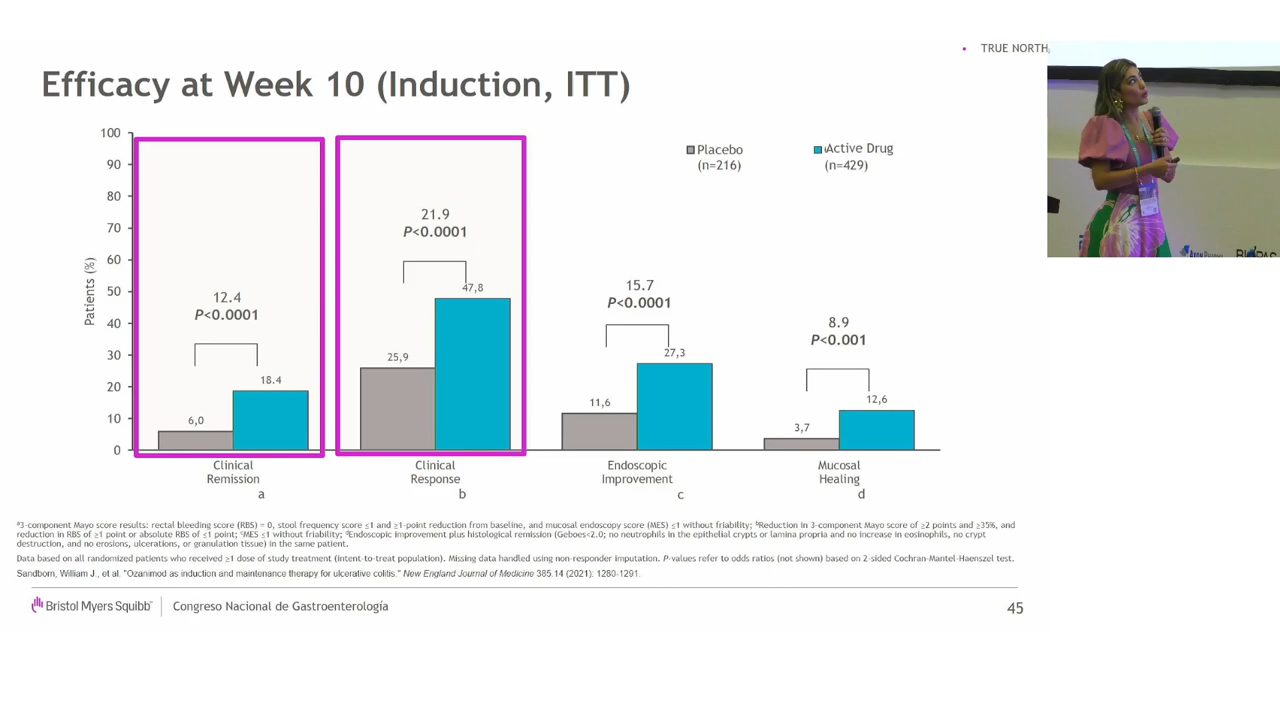 • TRUE NORTH
Efficacy at Week 10 (Induction, ITT)
Placebo
(n=216)
Active Drug
(n=429)
Patients (%)
100
90
80
70
60
50
40
30
20
10
0
12.4
P<0.0001
6,0
18.4
Clinical
Remission
a
21.9
P<0.0001
25,9
47,8
Clinical
Response
b
15.7
P<0.0001
11,6
27,3
Endoscopic
Improvement
c
8.9
P<0.001
3,7
12,6
Mucosal
Healing
d
ᵃ3-component Mayo score results: rectal bleeding score (RBS) = 0, stool frequency score ≤1 and ≥1-point reduction from baseline, and mucosal endoscopy score (MES) ≤1 without friability; ᵇReduction in 3-component Mayo score of ≥2 points and ≥35%, and
reduction in RBS of ≥1 point or absolute RBS of ≤1 point; ᶜMES ≤1 without friability; ᵈEndoscopic improvement plus histological remission (Geboes<2.0; no neutrophils in the epithelial crypts or lamina propria and no increase in eosinophils, no crypt
destruction, and no erosions, ulcerations, or granulation tissue) in the same patient.
Data based on all randomized patients who received ≥1 dose of study treatment (intent-to-treat population). Missing data handled using non-responder imputation. P-values refer to odds ratios (not shown) based on 2-sided Cochran-Mantel-Haenszel test.
Sandborn, William J., et al. "Ozanimod as induction and maintenance therapy for ulcerative colitis." New England Journal of Medicine 385.14 (2021): 1280-1291.
Bristol Myers Squibb™
Congreso Nacional de Gastroenterología
45